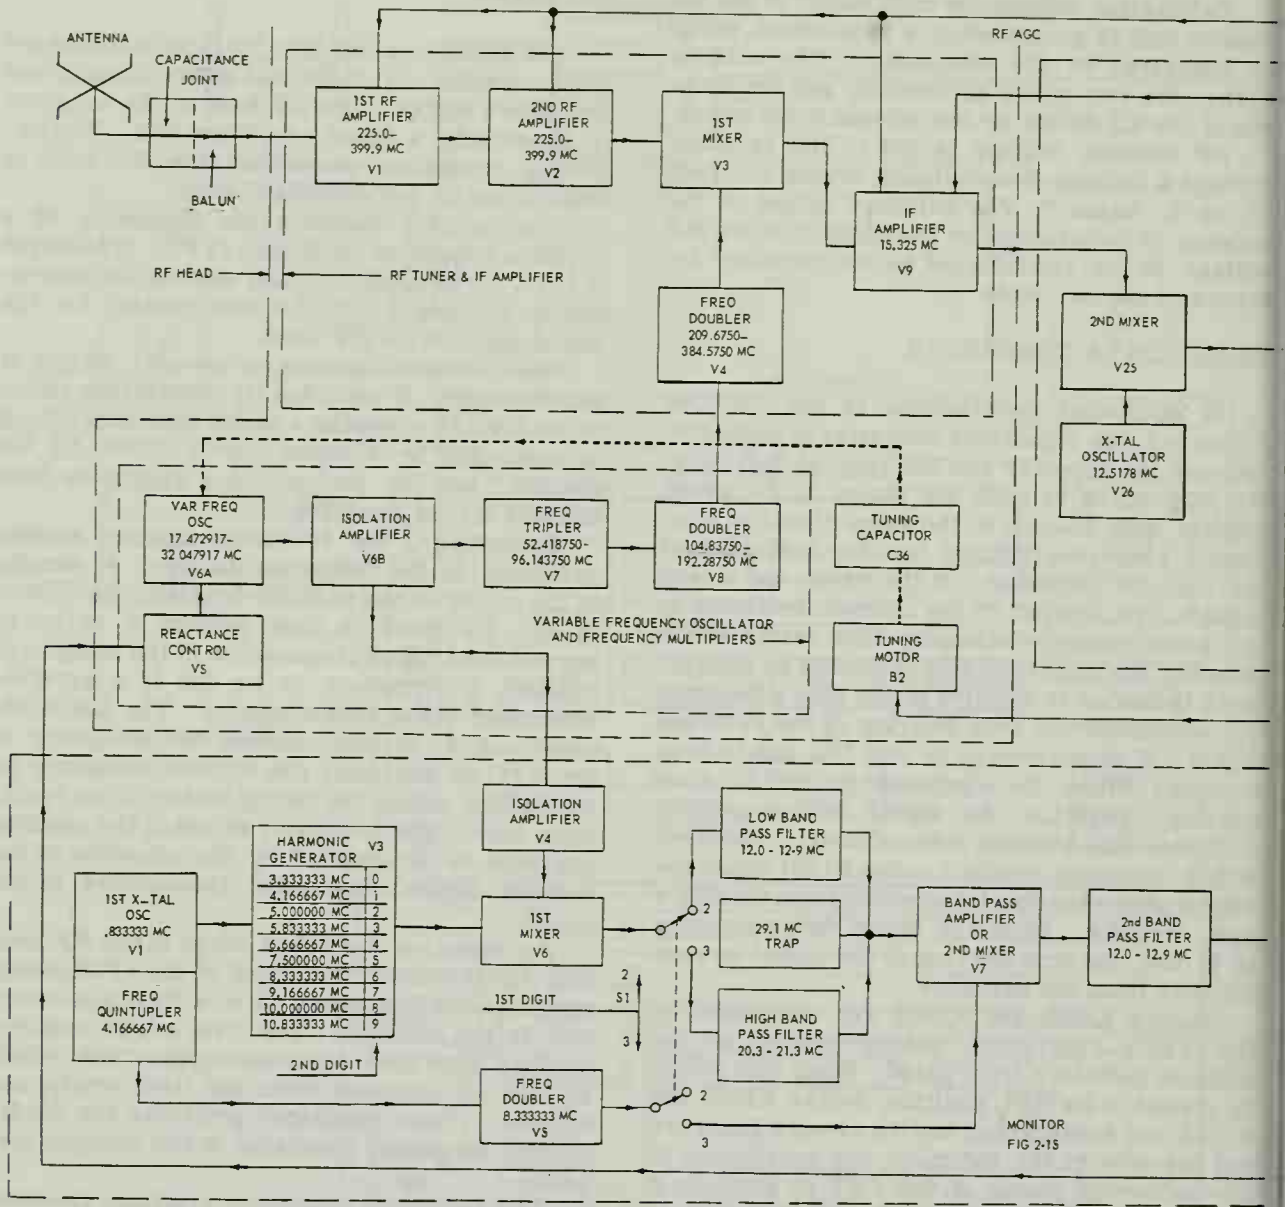 ANTENNA
CAPACITANCE
JOINT
BALUN
RF HEAD
RF TUNER & IF AMPLIFIER
RF AGC
1ST RF
AMPLIFIER
225.0–
399.9 MC
V1
2NO RF
AMPLIFIER
225.0–
399.9 MC
V2
1ST
MIXER
V3
IF
AMPLIFIER
15.325 MC
V9
FREQ
DOUBLER
209.6750–
384.5750 MC
V4
2ND MIXER
V25
X-TAL
OSCILLATOR
12.5178 MC
V26
VAR FREQ
OSC
17.472917–
32 047917 MC
V6A
ISOLATION
AMPLIFIER
V6B
FREQ
TRIPLER
52.418750-
96.143750 MC
V7
FREQ
DOUBLER
104.83750–
192.28750 MC
V8
TUNING
CAPACITOR
C36
REACTANCE
CONTROL
V5
VARIABLE FREQUENCY OSCILLATOR
AND FREQUENCY MULTIPLIERS
TUNING
MOTOR
B2
ISOLATION
AMPLIFIER
V4
LOW BAND
PASS FILTER
12.0 - 12.9 MC
1ST X–TAL
OSC
.833333 MC
V1
FREQ
QUINTUPLER
4.166667 MC
HARMONIC V3
GENERATOR
3.333333 MC 0
4.166667 MC 1
5.000000 MC 2
5.833333 MC 3
6.666667 MC 4
7.500000 MC 5
8.333333 MC 6
9.166667 MC 7
10.000000 MC 8
10.833333 MC 9
2ND DIGIT
1ST
MIXER
V6
1ST DIGIT
2
S1
3
2
3
29.1 MC
TRAP
HIGH BAND
PASS FILTER
20.3 - 21.3 MC
BAND PASS
AMPLIFIER
OR
2ND MIXER
V7
2nd BAND
PASS FILTER
12.0 – 12.9 MC
FREQ
DOUBLER
8.333333 MC
V5
2
3
MONITOR
FIG 2-15